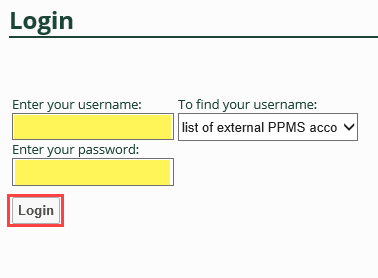 Login
Enter your username: To find your username:
list of external PPMS acco
Enter your password:
Login